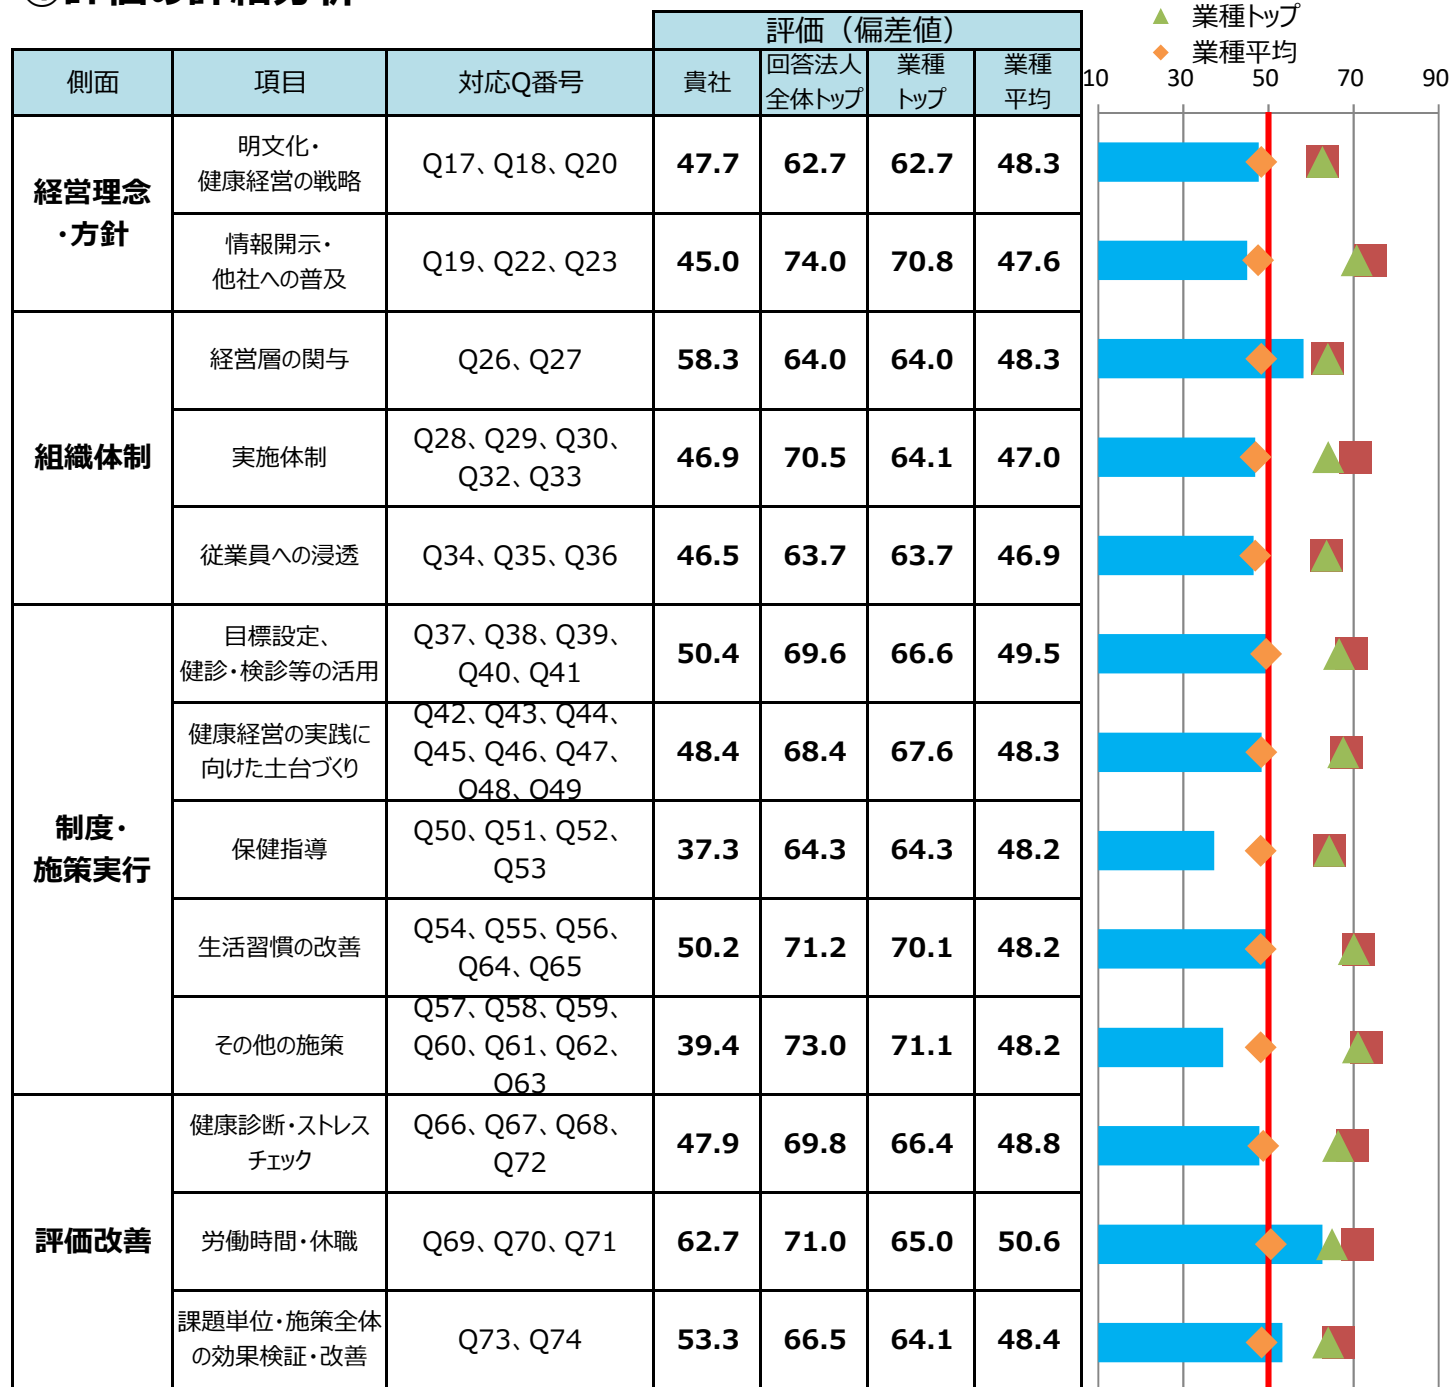 評価（偏差値）
▲ 業種トップ
◆ 業種平均
側面 項目 対応Q番号 貴社 回答法人 業種 業種
全体トップ トップ 平均
10 30 50 70 90
経営理念
・方針
明文化・
健康経営の戦略
Q17、Q18、Q20 47.7 62.7 62.7 48.3
情報開示・
他社への普及
Q19、Q22、Q23 45.0 74.0 70.8 47.6
組織体制
経営層の関与 Q26、Q27 58.3 64.0 64.0 48.3
実施体制
Q28、Q29、Q30、
Q32、Q33
46.9 70.5 64.1 47.0
従業員への浸透 Q34、Q35、Q36 46.5 63.7 63.7 46.9
制度・
施策実行
目標設定、
健診・検診等の活用
Q37、Q38、Q39、
Q40、Q41
50.4 69.6 66.6 49.5
健康経営の実践に
向けた土台づくり
Q42、Q43、Q44、
Q45、Q46、Q47、
Q48、Q49
48.4 68.4 67.6 48.3
保健指導
Q50、Q51、Q52、
Q53
37.3 64.3 64.3 48.2
生活習慣の改善
Q54、Q55、Q56、
Q64、Q65
50.2 71.2 70.1 48.2
その他の施策
Q57、Q58、Q59、
Q60、Q61、Q62、
Q63
39.4 73.0 71.1 48.2
評価改善
健康診断・ストレス
チェック
Q66、Q67、Q68、
Q72
47.9 69.8 66.4 48.8
労働時間・休職 Q69、Q70、Q71 62.7 71.0 65.0 50.6
課題単位・施策全体
の効果検証・改善
Q73、Q74 53.3 66.5 64.1 48.4